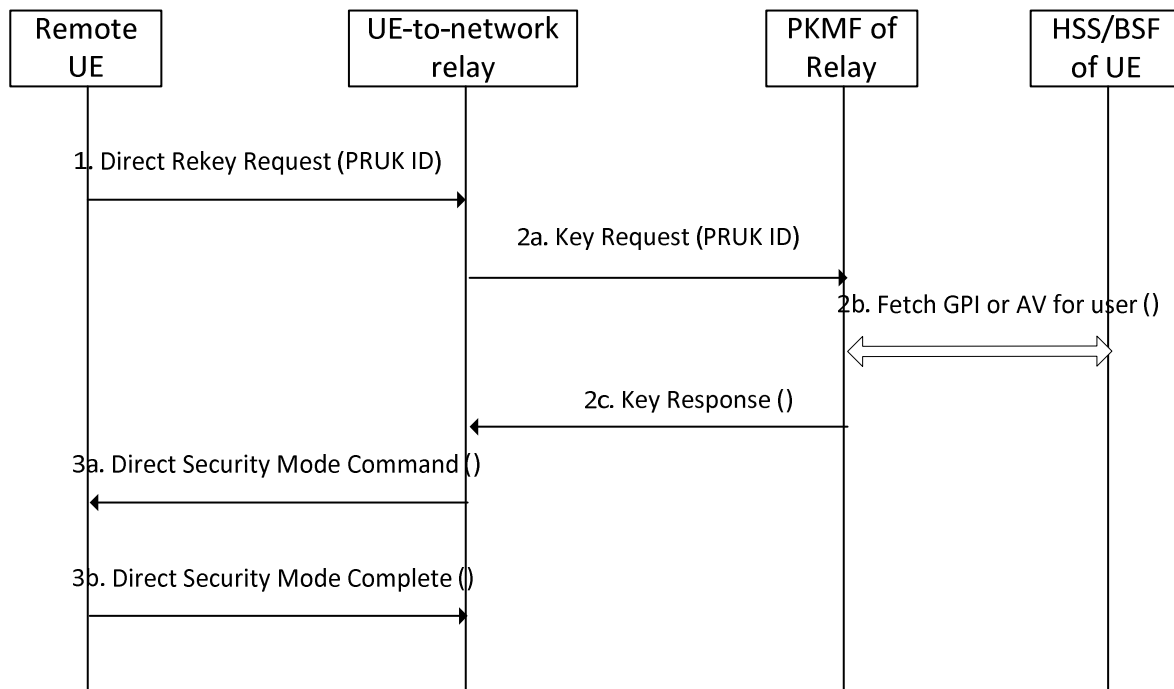 Remote
UE
UE-to-network
relay
PKMF of
Relay
HSS/BSF
of UE
1. Direct Rekey Request (PRUK ID)
2a. Key Request (PRUK ID)
2b. Fetch GPI or AV for user ()
2c. Key Response ()
3a. Direct Security Mode Command ()
3b. Direct Security Mode Complete ()